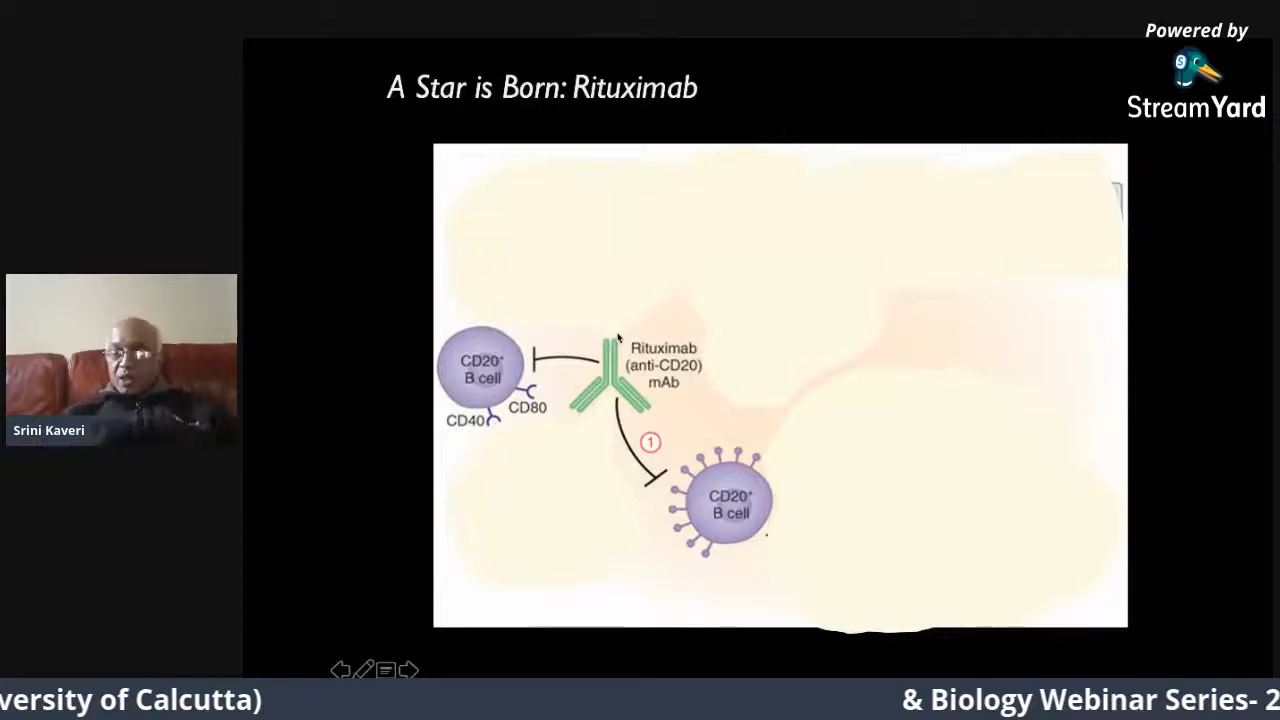 Powered by
StreamYard
A Star is Born: Rituximab
CD20+
B cell
CD40
CD80
Rituximab
(anti-CD20)
mAb
1
CD20+
B cell
Srini Kaveri
versity of Calcutta)
& Biology Webinar Series- 2